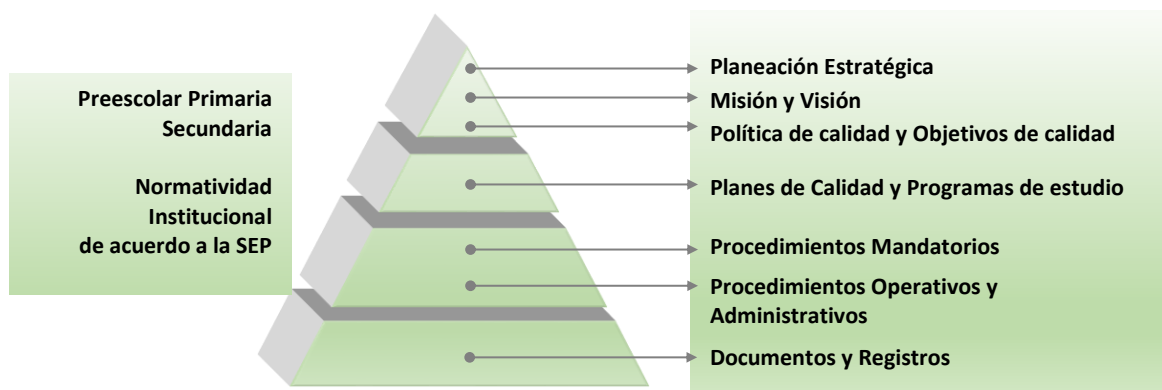 Preescolar Primaria
Secundaria
Normatividad
Institucional
de acuerdo a la SEP
Planeación Estratégica
Misión y Visión
Política de calidad y Objetivos de calidad
Planes de Calidad y Programas de estudio
Procedimientos Mandatorios
Procedimientos Operativos y
Administrativos
Documentos y Registros